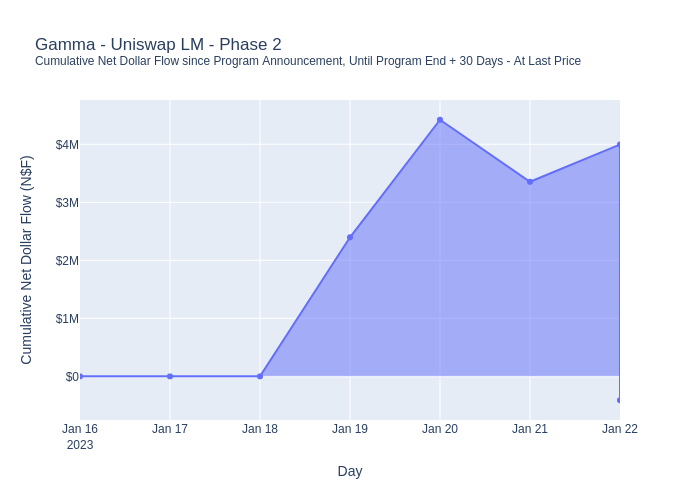 Gamma - Uniswap LM - Phase 2
Cumulative Net Dollar Flow since Program Announcement, Until Program End + 30 Days - At Last Price
Cumulative Net Dollar Flow (N$F)
$4M
$3M
$2M
$1M
$0
Jan 16
2023
Jan 17
Jan 18
Jan 19
Jan 20
Jan 21
Jan 22
Day